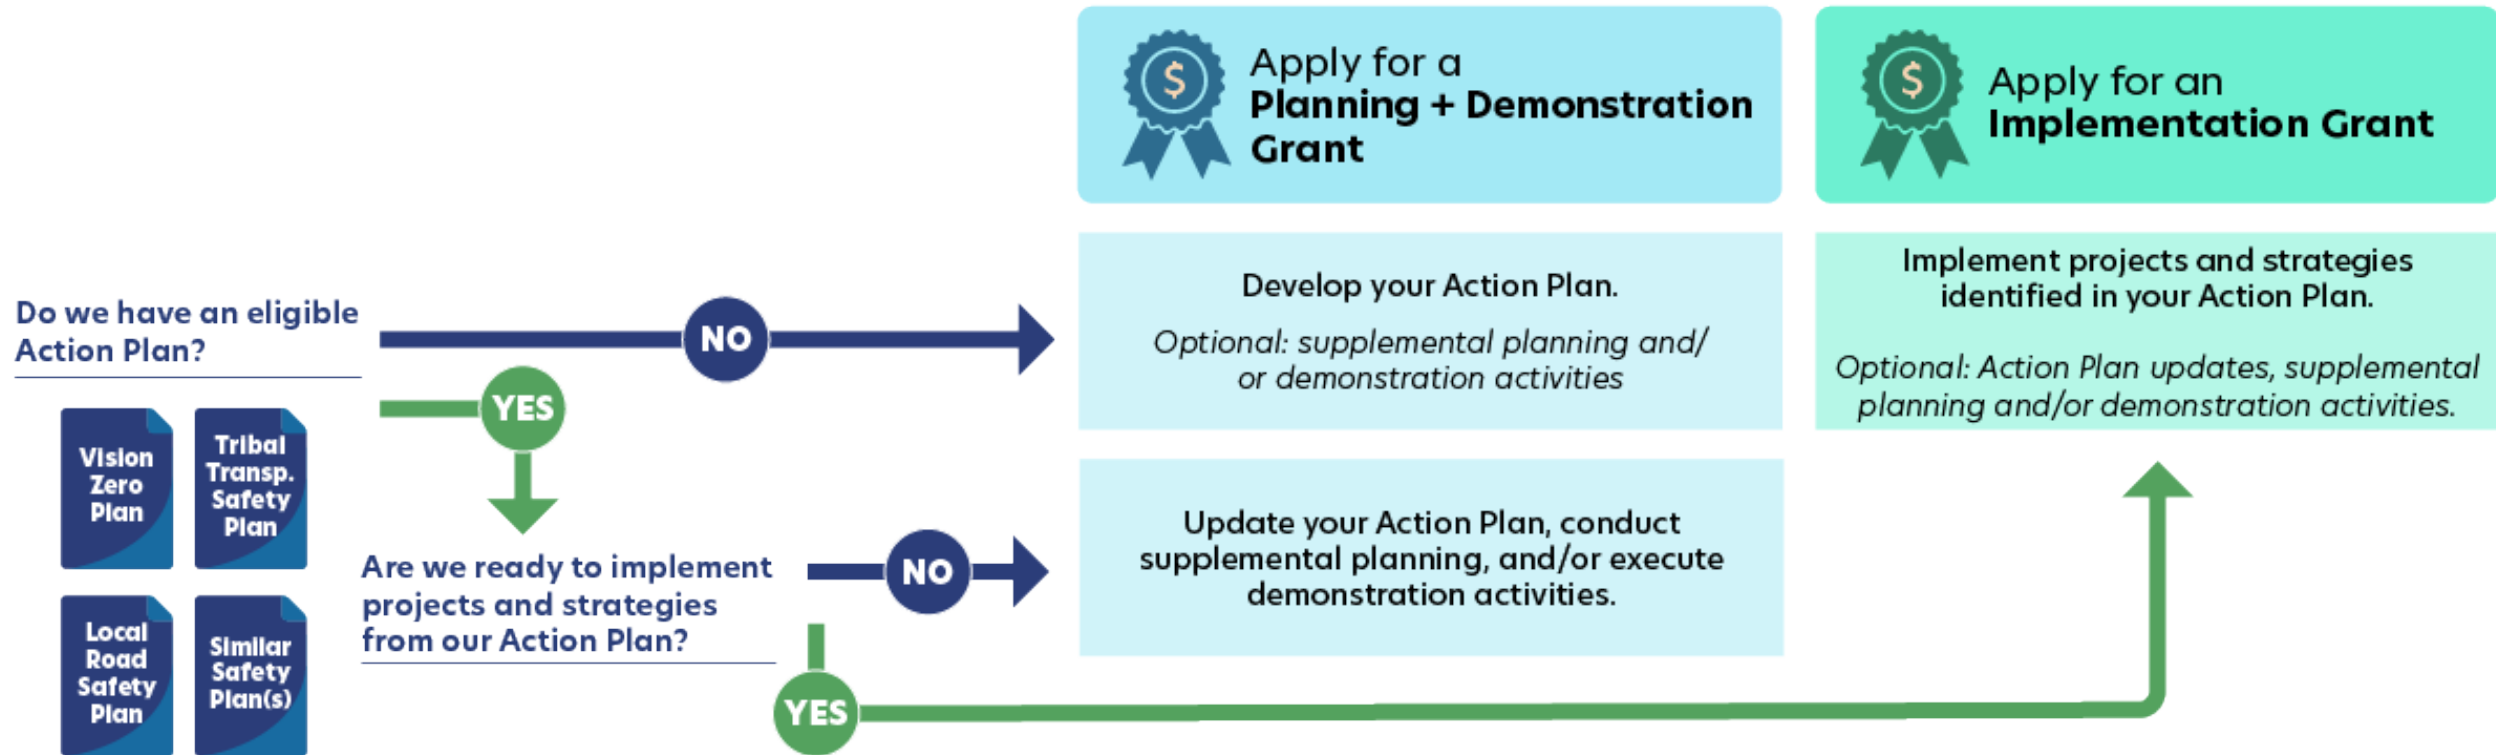 Apply for a
Planning + Demonstration
Grant
Apply for an
Implementation Grant
Do we have an eligible
Action Plan?
NO
Develop your Action Plan.
Optional: supplemental planning and/
or demonstration activities
Implement projects and strategies
identified in your Action Plan.
Optional: Action Plan updates, supplemental
planning and/or demonstration activities.
YES
Vision
Zero
Plan
Tribal
Transp.
Safety
Plan
Local
Road
Safety
Plan
Similar
Safety
Plan(s)
Are we ready to implement
projects and strategies
from our Action Plan?
NO
Update your Action Plan, conduct
supplemental planning, and/or execute
demonstration activities.
YES